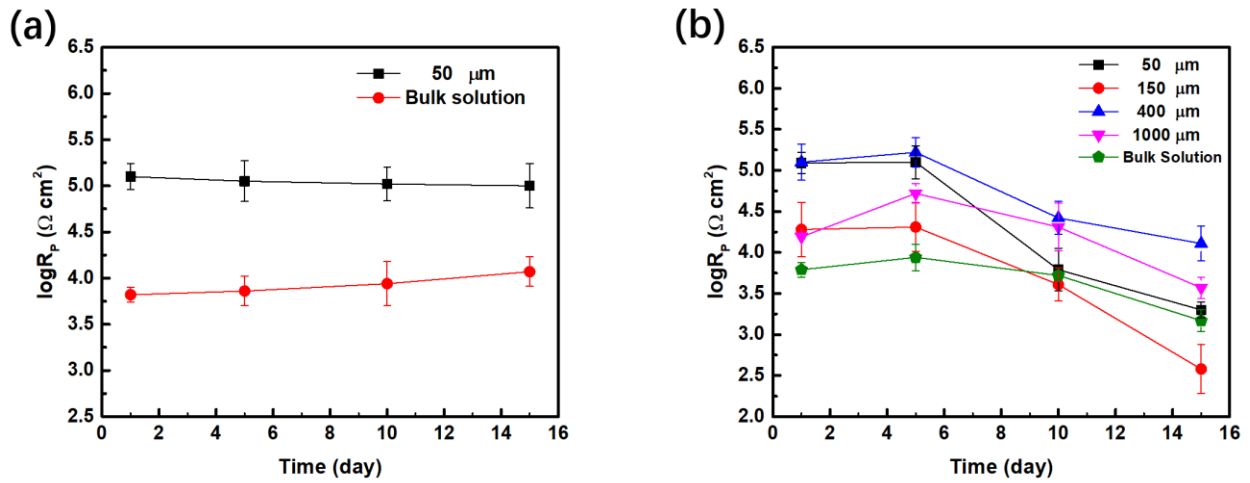 (a)
6.5
6.0
5.5
5.0
4.5
4.0
3.5
3.0
2.5
logRₚ (Ω cm²)
50 μm
Bulk solution
0 2 4 6 8 10 12 14 16
Time (day)
(b)
6.5
6.0
5.5
5.0
4.5
4.0
3.5
3.0
2.5
2.0
logRₚ (Ω cm²)
50 μm
150 μm
400 μm
1000 μm
Bulk Solution
0 2 4 6 8 10 12 14 16
Time (day)